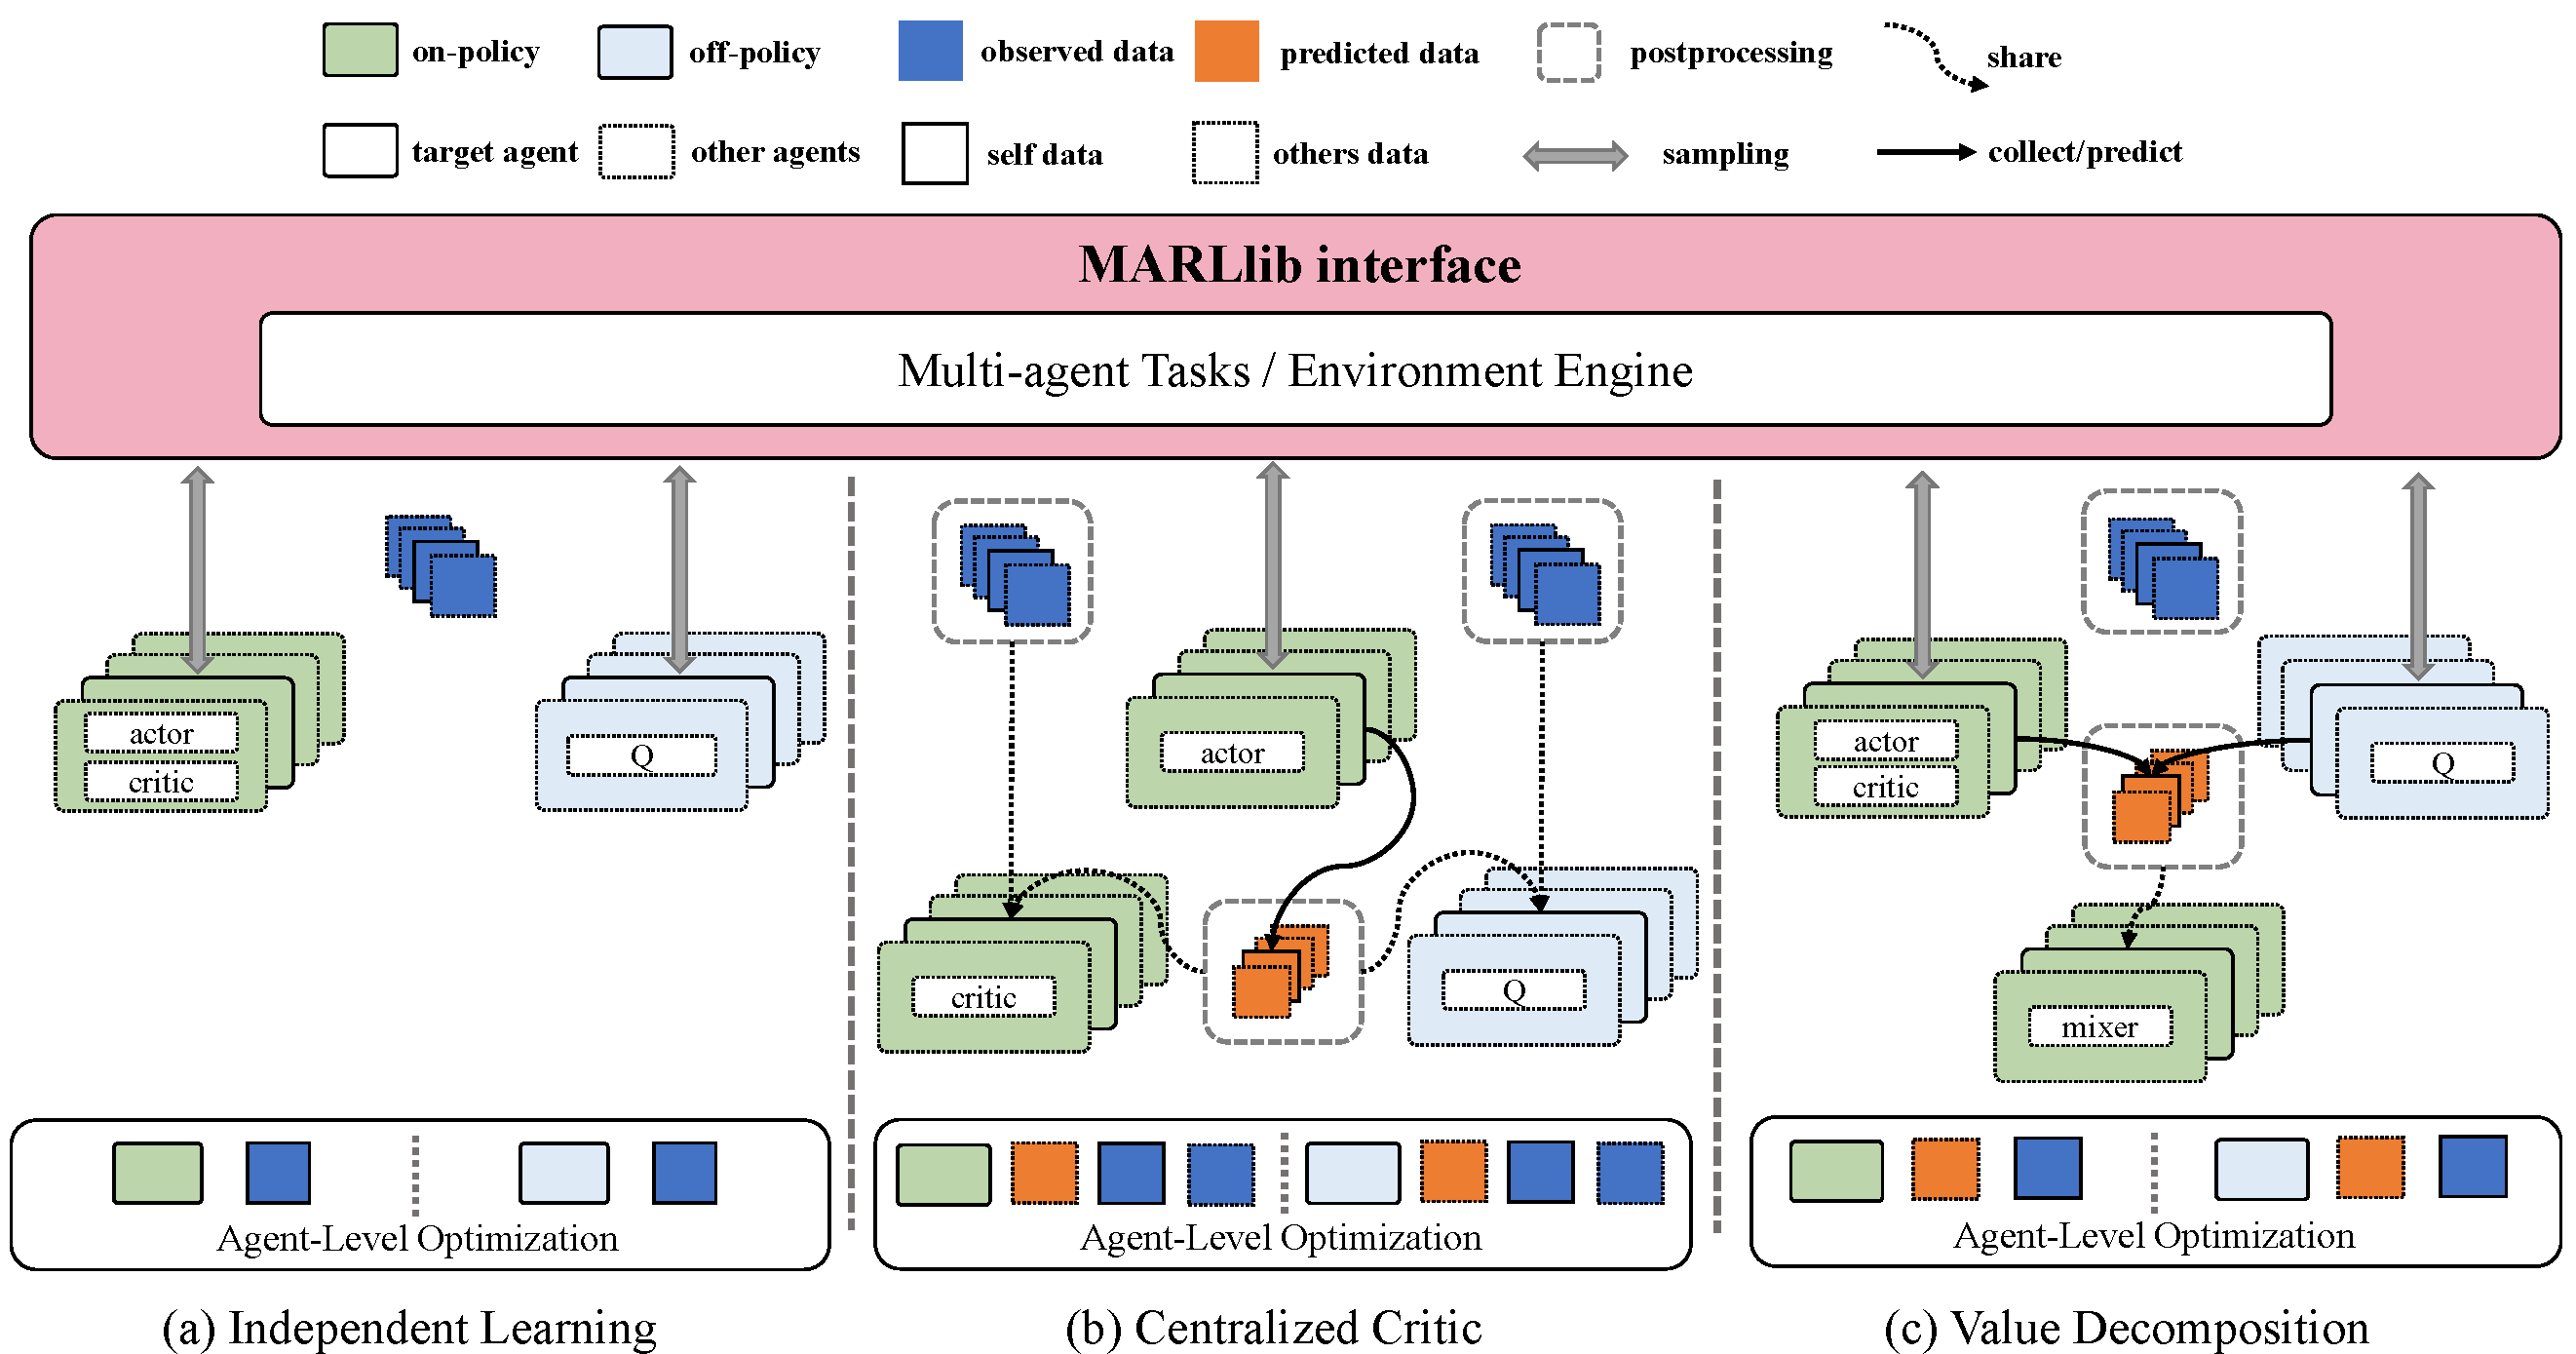 on-policy
off-policy
observed data
predicted data
postprocessing
share
target agent
other agents
self data
others data
sampling
collect/predict
MARLlib interface
Multi-agent Tasks / Environment Engine
actor
critic
Q
actor
critic
Q
actor
critic
Q
mixer
Agent-Level Optimization
Agent-Level Optimization
Agent-Level Optimization
(a) Independent Learning
(b) Centralized Critic
(c) Value Decomposition